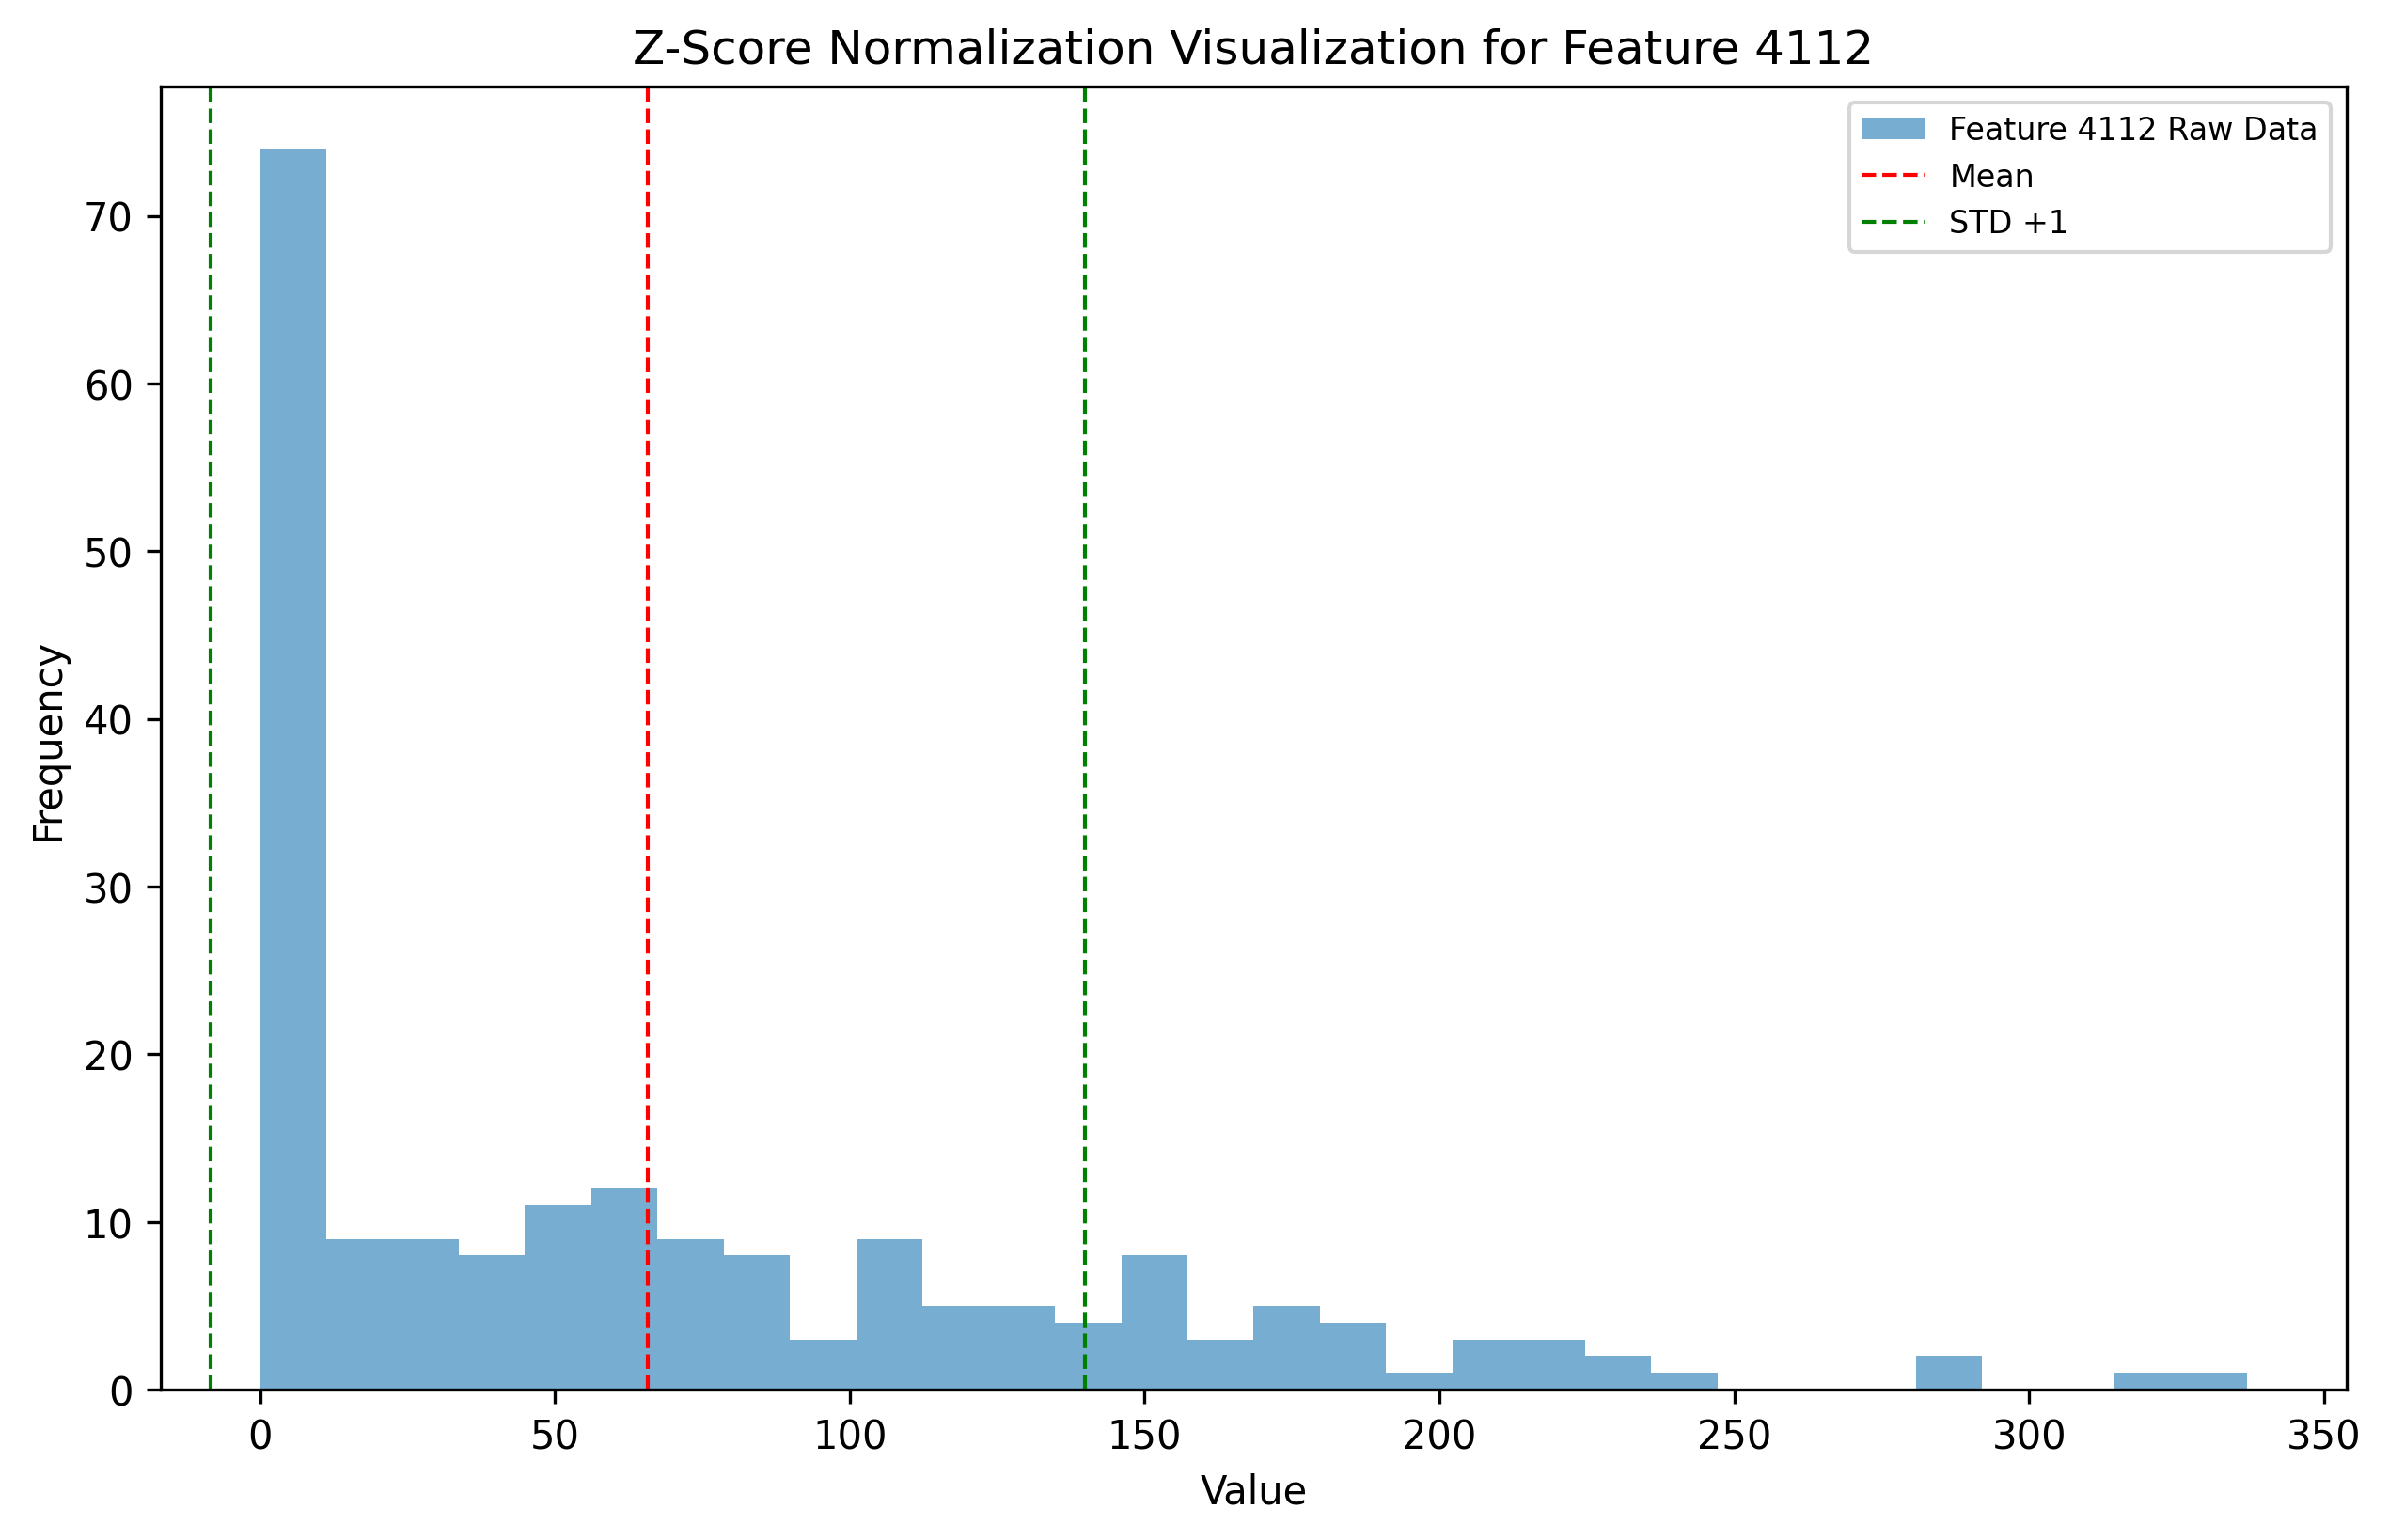 Z-Score Normalization Visualization for Feature 4112
Feature 4112 Raw Data
Mean
STD +1
70
60
50
40
30
20
10
0
Frequency
0 50 100 150 200 250 300 350
Value